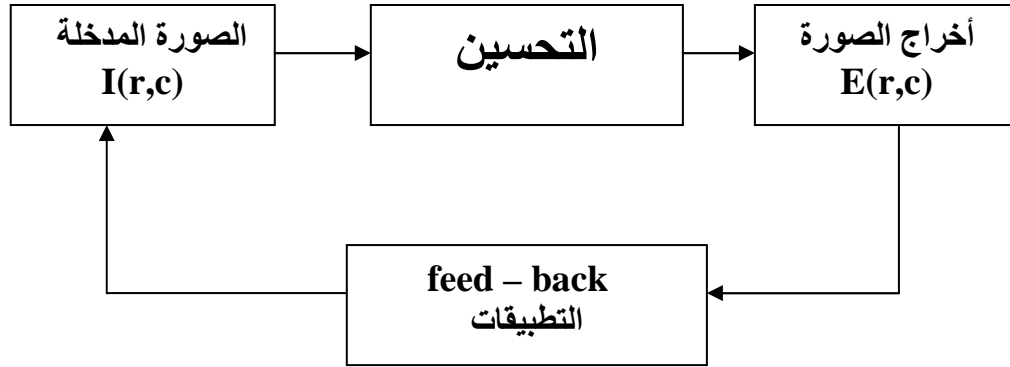 الصورة المدخلة
I(r,c)
التحسين
أخراج الصورة
E(r,c)
feed – back
التطبيقات